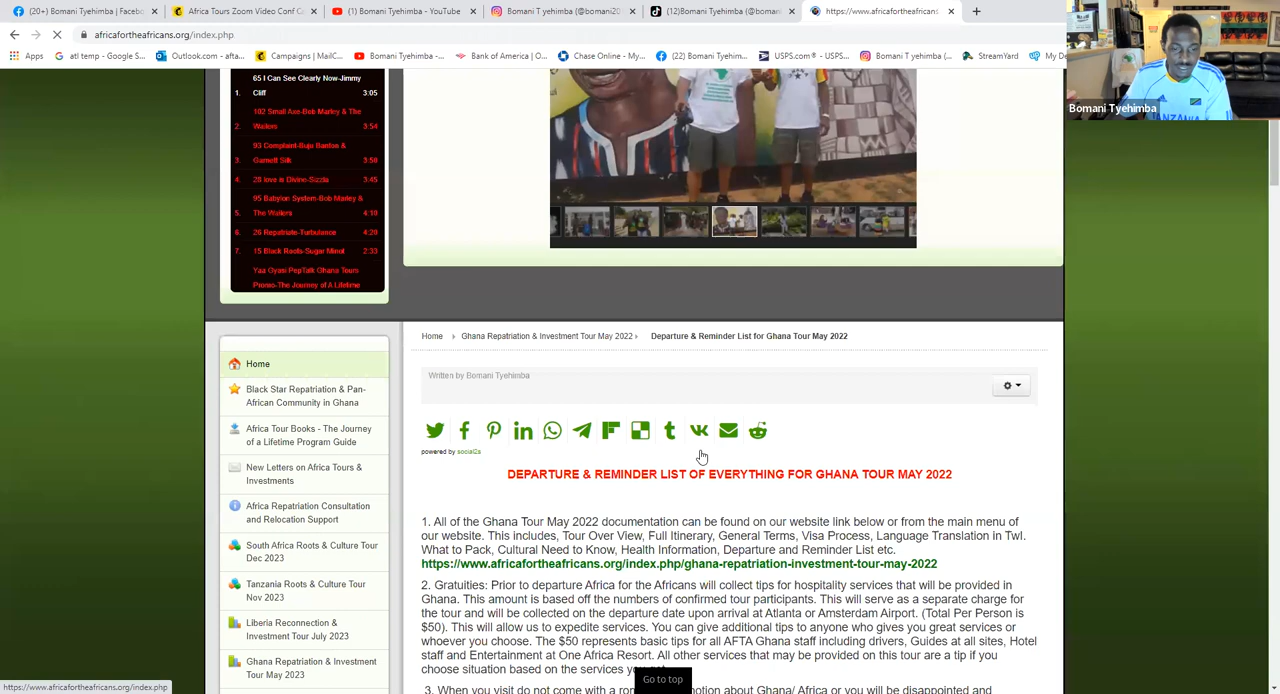 (20+) Bomani Tyehimba | Faceb
Africa Tours Zoom Video Conf C
(1) Bomani Tyehimba - YouTube
Bomani T yehimba (@bomani20
(12)Bomani Tyehimba (@bomani
https://www.africafortheafricans
africafortheafricans.org/index.php
Apps
gt atl temp - Google S...
Outlook.com - afta...
Campaigns | MailC...
Bomani Tyehimba -...
Bank of America | O...
Chase Online - My...
(22) Bomani Tyehim...
USPS.com® - USPS...
Bomani T yehimba (...
StreamYard
My De
Bomani Tyehimba
TANZANIA
65 I Can See Clearly Now-Jimmy
1. Cliff 3:05
102 Small Axe-Bob Marley & The
2. Wailers 3:54
93 Complaint-Buju Banton &
3. Garnett Silk 3:50
4. 20 love is Divine-Sizzla 3:45
95 Babylon System-Bob Marley &
5. The Wailers 4:10
6. 26 Repatriate-Turbulance 4:20
7. 15 Black Roots-Sugar Minot 2:33
Yaa Gyasi PepTalk Ghana Tours
Promo-The Journey of A Lifetime
Home
Black Star Repatriation & Pan-
African Community in Ghana
Africa Tour Books - The Journey
of a Lifetime Program Guide
New Letters on Africa Tours &
Investments
Africa Repatriation Consultation
and Relocation Support
South Africa Roots & Culture Tour
Dec 2023
Tanzania Roots & Culture Tour
Nov 2023
Liberia Reconnection &
Investment Tour July 2023
Ghana Repatriation & Investment
Tour May 2023
Home Ghana Repatriation & Investment Tour May 2022 Departure & Reminder List for Ghana Tour May 2022
Written by Bomani Tyehimba
powered by social2s
DEPARTURE & REMINDER LIST OF EVERYTHING FOR GHANA TOUR MAY 2022
1. All of the Ghana Tour May 2022 documentation can be found on our website link below or from the main menu of
our website. This includes, Tour Over View, Full Itinerary, General Terms, Visa Process, Language Translation in Twi.
What to Pack, Cultural Need to Know, Health Information, Departure and Reminder List etc.
https://www.africafortheafricans.org/index.php/ghana-repatriation-investment-tour-may-2022
2. Gratuities: Prior to departure Africa for the Africans will collect tips for hospitality services that will be provided in
Ghana. This amount is based off the numbers of confirmed tour participants. This will serve as a separate charge for
the tour and will be collected on the departure date upon arrival at Atlanta or Amsterdam Airport. (Total Per Person is
$50). This will allow us to expedite services. You can give additional tips to anyone who gives you great services or
whoever you choose. The $50 represents basic tips for all AFTA Ghana staff including drivers, Guides at all sites, Hotel
staff and Entertainment at One Africa Resort. All other services that may be provided on this tour are a tip if you
choose situation based on the services you
Go to top
3. When you visit do not come with a
about Ghana/ Africa or you will be disappointed and
https://www.africafortheafricans.org/index.php